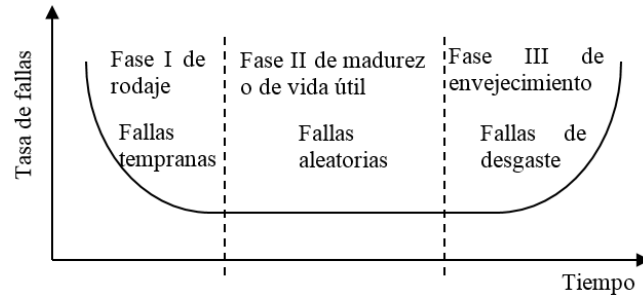 Tasa de fallas
Fase I de
rodaje
Fallas
tempranas
Fase II de madurez
o de vida útil
Fallas
aleatorias
Fase III de
envejecimiento
Fallas de
desgaste
Tiempo